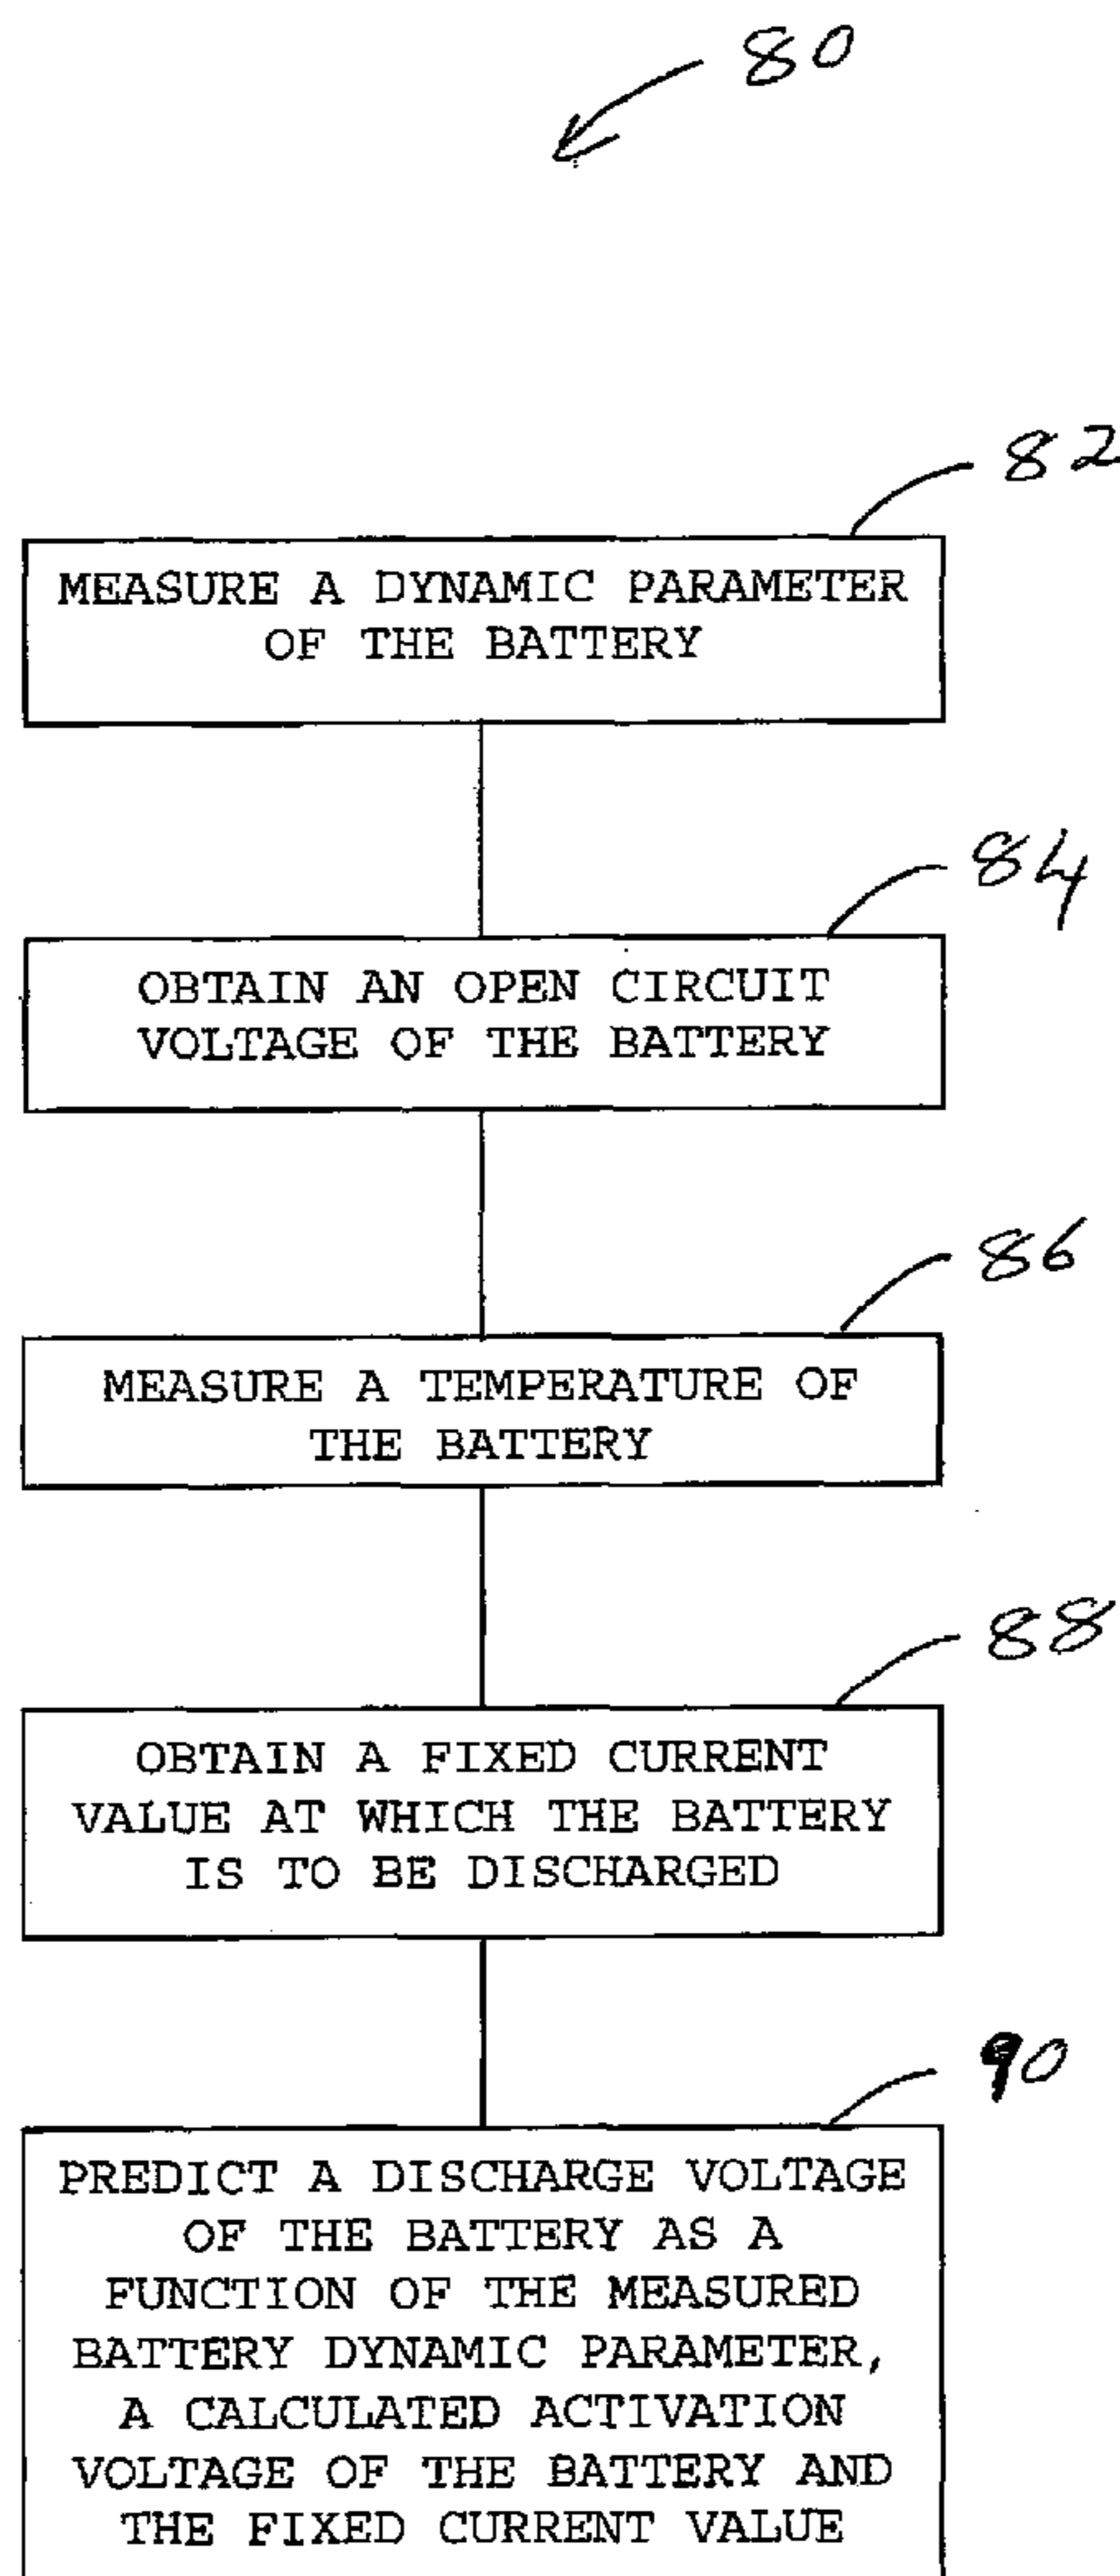 80
82
MEASURE A DYNAMIC PARAMETER
OF THE BATTERY
84
OBTAIN AN OPEN CIRCUIT
VOLTAGE OF THE BATTERY
86
MEASURE A TEMPERATURE OF
THE BATTERY
88
OBTAIN A FIXED CURRENT
VALUE AT WHICH THE BATTERY
IS TO BE DISCHARGED
90
PREDICT A DISCHARGE VOLTAGE
OF THE BATTERY AS A
FUNCTION OF THE MEASURED
BATTERY DYNAMIC PARAMETER,
A CALCULATED ACTIVATION
VOLTAGE OF THE BATTERY AND
THE FIXED CURRENT VALUE